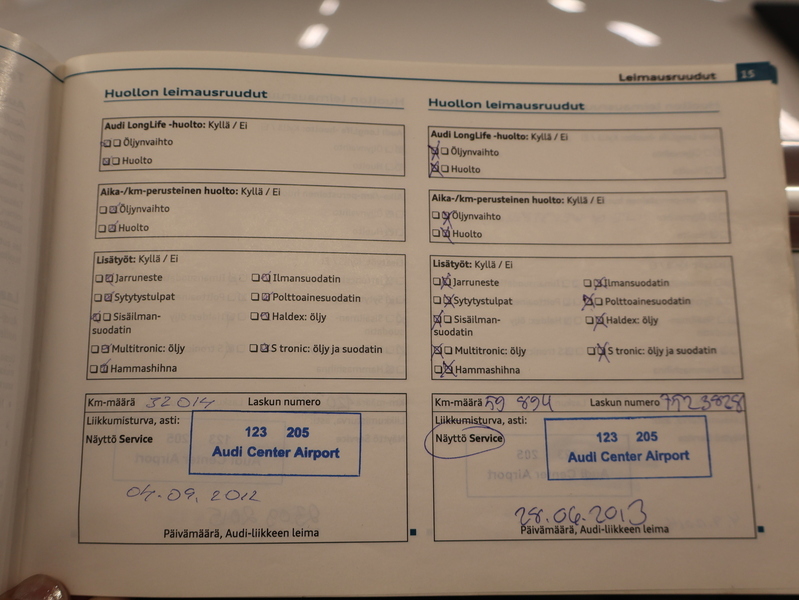 Leimausruudut 15
Huollon leimausruudut
Audi LongLife -huolto: Kyllä / Ei
Öljynvaihto
Huolto
Aika-/km-perusteinen huolto: Kyllä / Ei
Öljynvaihto
Huolto
Lisätyöt: Kyllä / Ei
Jarruneste Ilmansuodatin
Sytytystulpat Polttoainesuodatin
Sisäilman- Haldex: öljy
suodatin
Multitronic: öljy S tronic: öljy ja suodatin
Hammashihna
Km-määrä 32014 Laskun numero
Liikkumisturva, asti:
Näyttö Service
123 205
Audi Center Airport
04.09.2012
Päivämäärä, Audi-liikkeen leima
Huollon leimausruudut
Audi LongLife -huolto: Kyllä / Ei
Öljynvaihto
Huolto
Aika-/km-perusteinen huolto: Kyllä / Ei
Öljynvaihto
Huolto
Lisätyöt: Kyllä / Ei
Jarruneste Ilmansuodatin
Sytytystulpat Polttoainesuodatin
Sisäilman- Haldex: öljy
suodatin
Multitronic: öljy S tronic: öljy ja suodatin
Hammashihna
Km-määrä 59 894 Laskun numero 7523828
Liikkumisturva, asti:
Näyttö Service
123 205
Audi Center Airport
28.06.2013
Päivämäärä, Audi-liikkeen leima